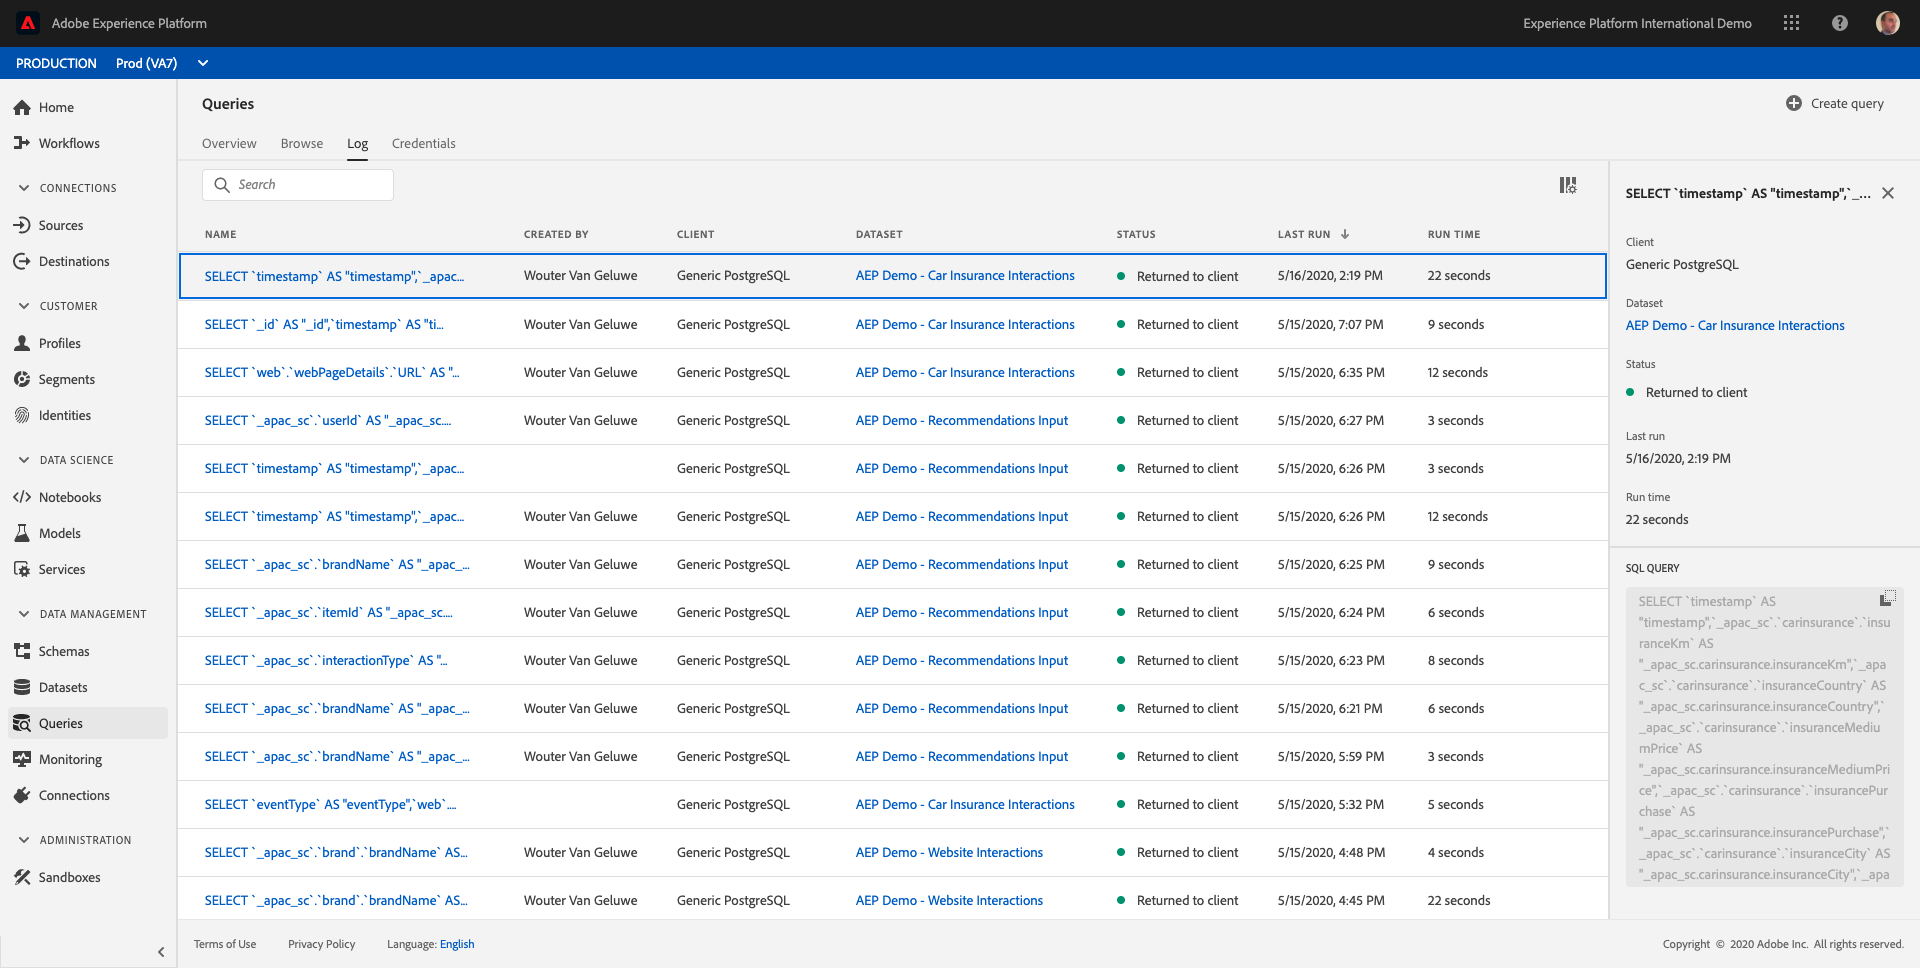 Adobe Experience Platform
Experience Platform International Demo
PRODUCTION Prod (VA7)
Home
Workflows
CONNECTIONS
Sources
Destinations
CUSTOMER
Profiles
Segments
Identities
DATA SCIENCE
Notebooks
Models
Services
DATA MANAGEMENT
Schemas
Datasets
Queries
Monitoring
Connections
ADMINISTRATION
Sandboxes
Queries
Create query
Overview Browse Log Credentials
Search
NAME CREATED BY CLIENT DATASET STATUS LAST RUN RUN TIME
SELECT `timestamp` AS "timestamp",`_apac... Wouter Van Geluwe Generic PostgreSQL AEP Demo - Car Insurance Interactions Returned to client 5/16/2020, 2:19 PM 22 seconds
SELECT `_id` AS "_id",`timestamp` AS "ti... Wouter Van Geluwe Generic PostgreSQL AEP Demo - Car Insurance Interactions Returned to client 5/15/2020, 7:07 PM 9 seconds
SELECT `web`.`webPageDetails`.`URL` AS "... Wouter Van Geluwe Generic PostgreSQL AEP Demo - Car Insurance Interactions Returned to client 5/15/2020, 6:35 PM 12 seconds
SELECT `_apac_sc`.`userId` AS "_apac_sc.... Wouter Van Geluwe Generic PostgreSQL AEP Demo - Recommendations Input Returned to client 5/15/2020, 6:27 PM 3 seconds
SELECT `timestamp` AS "timestamp",`_apac... Generic PostgreSQL AEP Demo - Recommendations Input Returned to client 5/15/2020, 6:26 PM 3 seconds
SELECT `timestamp` AS "timestamp",`_apac... Wouter Van Geluwe Generic PostgreSQL AEP Demo - Recommendations Input Returned to client 5/15/2020, 6:26 PM 12 seconds
SELECT `_apac_sc`.`brandName` AS "_apac_... Wouter Van Geluwe Generic PostgreSQL AEP Demo - Recommendations Input Returned to client 5/15/2020, 6:25 PM 9 seconds
SELECT `_apac_sc`.`itemId` AS "_apac_sc.... Wouter Van Geluwe Generic PostgreSQL AEP Demo - Recommendations Input Returned to client 5/15/2020, 6:24 PM 6 seconds
SELECT `_apac_sc`.`interactionType` AS "... Wouter Van Geluwe Generic PostgreSQL AEP Demo - Recommendations Input Returned to client 5/15/2020, 6:23 PM 8 seconds
SELECT `_apac_sc`.`brandName` AS "_apac_... Wouter Van Geluwe Generic PostgreSQL AEP Demo - Recommendations Input Returned to client 5/15/2020, 6:21 PM 6 seconds
SELECT `_apac_sc`.`brandName` AS "_apac_... Wouter Van Geluwe Generic PostgreSQL AEP Demo - Recommendations Input Returned to client 5/15/2020, 5:59 PM 3 seconds
SELECT `eventType` AS "eventType",`web`.... Generic PostgreSQL AEP Demo - Car Insurance Interactions Returned to client 5/15/2020, 5:32 PM 5 seconds
SELECT `_apac_sc`.`brand`.`brandName` AS... Wouter Van Geluwe Generic PostgreSQL AEP Demo - Website Interactions Returned to client 5/15/2020, 4:48 PM 4 seconds
SELECT `_apac_sc`.`brand`.`brandName` AS... Wouter Van Geluwe Generic PostgreSQL AEP Demo - Website Interactions Returned to client 5/15/2020, 4:45 PM 22 seconds
SELECT `timestamp` AS "timestamp",`_...
Client
Generic PostgreSQL
Dataset
AEP Demo - Car Insurance Interactions
Status
Returned to client
Last run
5/16/2020, 2:19 PM
Run time
22 seconds
SQL QUERY
SELECT `timestamp` AS
"timestamp",`_apac_sc`.`carinsurance`.`insu
ranceKm` AS
"_apac_sc.carinsurance.insuranceKm",`_apa
c_sc`.`carinsurance`.`insuranceCountry` AS
"_apac_sc.carinsurance.insuranceCountry",`
_apac_sc`.`carinsurance`.`insuranceMediu
mPrice` AS
"_apac_sc.carinsurance.insuranceMediumPri
ce",`_apac_sc`.`carinsurance`.`insurancePur
chase` AS
"_apac_sc.carinsurance.insurancePurchase",`
_apac_sc`.`carinsurance`.`insuranceCity` AS
"_apac_sc.carinsurance.insuranceCity",`_apa
Terms of Use Privacy Policy Language: English
Copyright © 2020 Adobe Inc. All rights reserved.